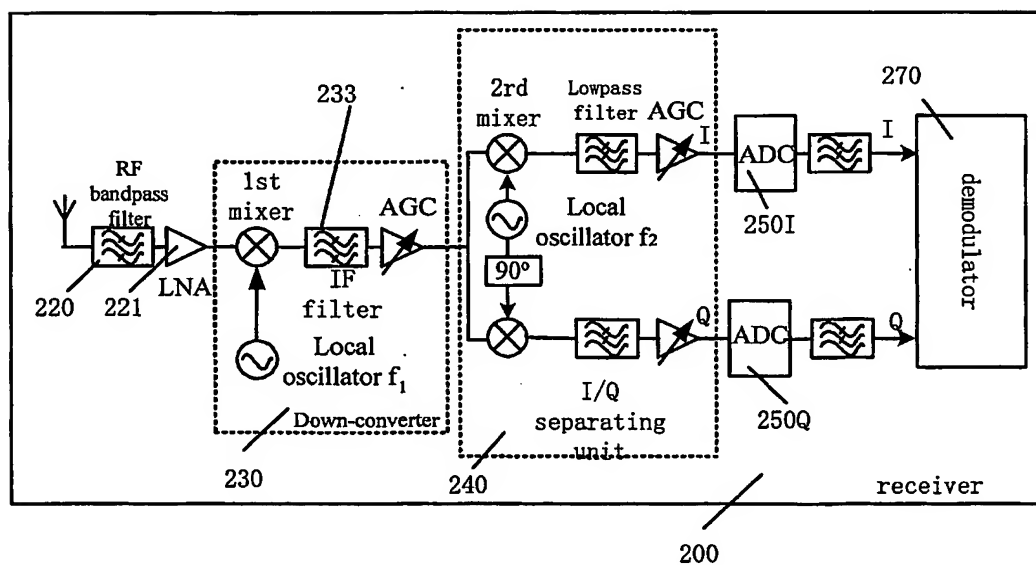 233
1st
mixer
RF
bandpass
filter
220
221
LNA
AGC
IF
filter
Local
oscillator f₁
Down-converter
230
2rd
mixer
Lowpass
filter
AGC
I
Local
oscillator f₂
90°
Q
I/Q
separating
unit
240
ADC
250I
I
ADC
250Q
Q
270
demodulator
receiver
200